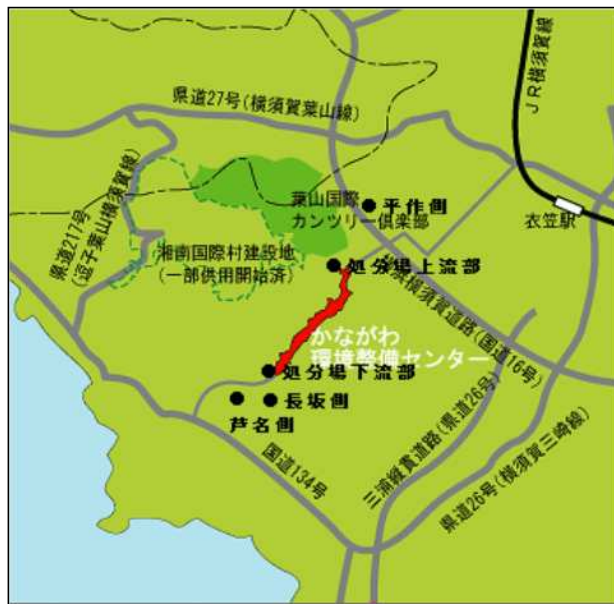 県道27号(横須賀葉山線)
JR横須賀線
県道217号
(逗子葉山横須賀線)
葉山国際
カンツリー倶楽部
平作側
衣笠駅
湘南国際村建設地
(一部供用開始済)
処分場上流部
横浜横須賀道路(国道16号)
かながわ
環境整備センター
処分場下流部
長坂側
芦名側
国道134号
三浦縦貫道路(県道26号)
県道26号(横須賀三崎線)